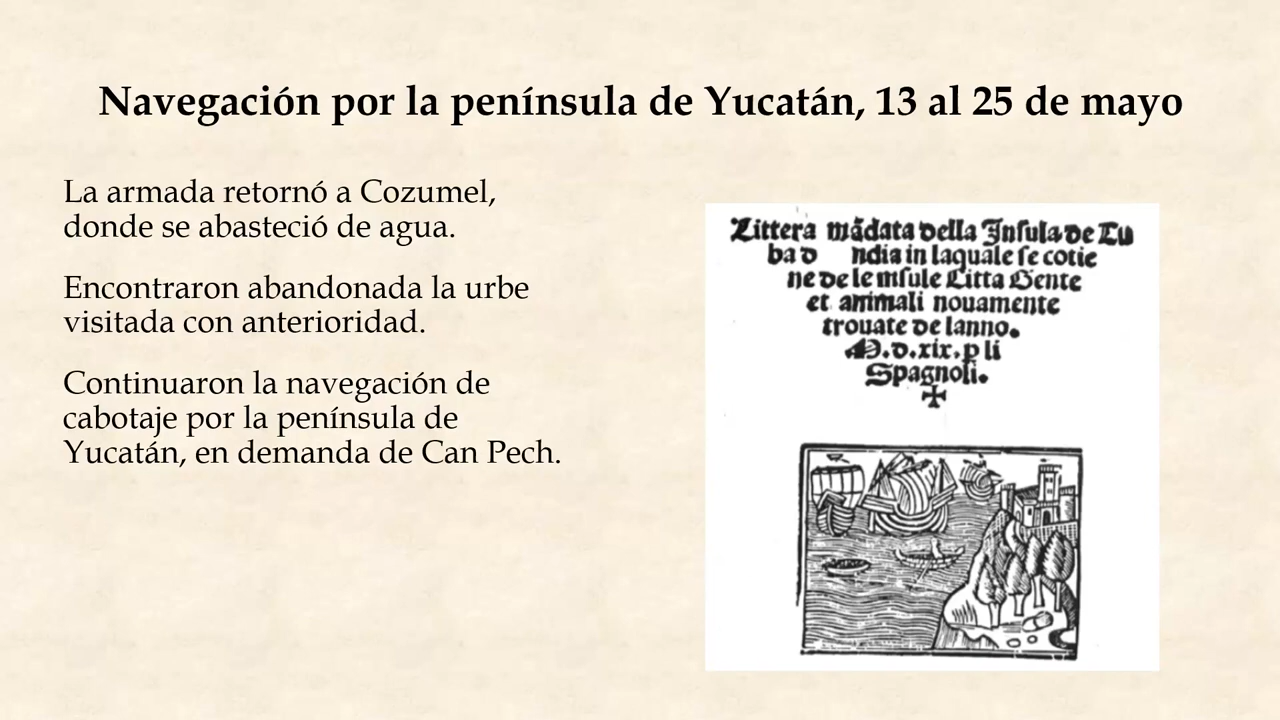 Navegación por la península de Yucatán, 13 al 25 de mayo
La armada retornó a Cozumel,
donde se abasteció de agua.
Encontraron abandonada la urbe
visitada con anterioridad.
Continuaron la navegación de
cabotaje por la península de
Yucatán, en demanda de Can Pech.
Littera mãdata della Insula de Cu
ba d ndia in laquale se cotie
ne de le insule Citta Gente
et animali nouamente
trouate de lanno.
M.D.xix. p li
Spagnoli.